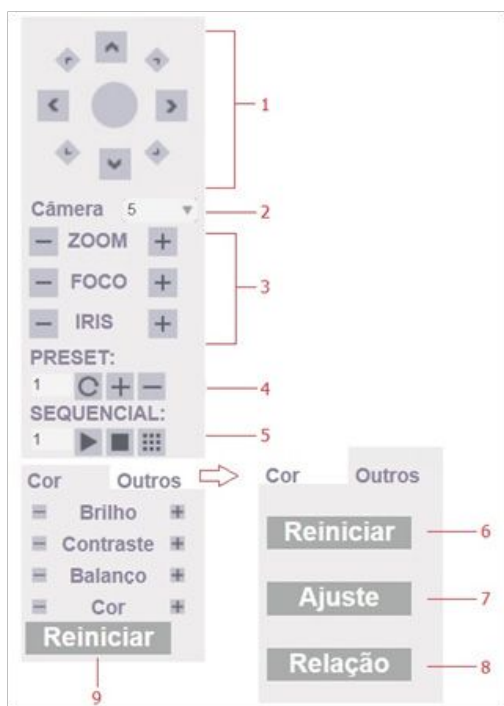 1
Câmera 5
2
− ZOOM +
− FOCO +
3
− IRIS +
PRESET:
1 + −
4
SEQUENCIAL:
1
5
Cor Outros
− Brilho +
− Contraste +
− Balanço +
− Cor +
Reiniciar
9
Cor Outros
Reiniciar
6
Ajuste
7
Relação
8